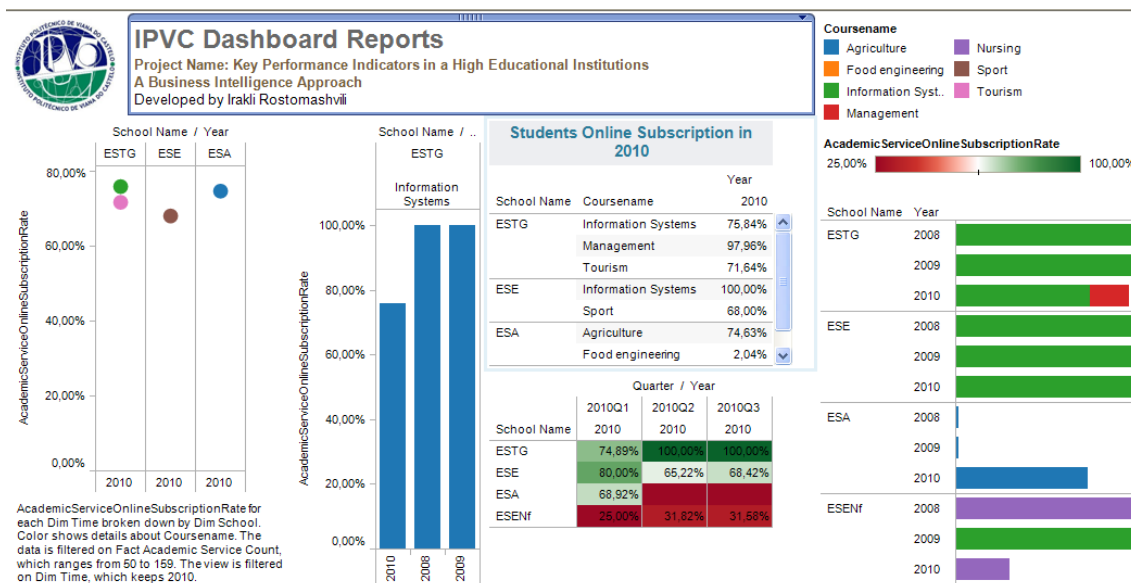 INSTITUTO POLITÉCNICO DE VIANA DO CASTELO
IPVC
IPVC Dashboard Reports
Project Name: Key Performance Indicators in a High Educational Institutions
A Business Intelligence Approach
Developed by Irakli Rostomashvili
Coursename
Agriculture
Nursing
Food engineering
Sport
Information Syst..
Tourism
Management
AcademicServiceOnlineSubscriptionRate
25,00%
100,00%
School Name / Year
ESTG ESE ESA
AcademicServiceOnlineSubscriptionRate
80,00%
60,00%
40,00%
20,00%
0,00%
2010 2010 2010
AcademicServiceOnlineSubscriptionRate for
each Dim Time broken down by Dim School.
Color shows details about Coursename. The
data is filtered on Fact Academic Service Count,
which ranges from 50 to 159. The view is filtered
on Dim Time, which keeps 2010.
School Name / ..
ESTG
Information
Systems
AcademicServiceOnlineSubscriptionRate
100,00%
80,00%
60,00%
40,00%
20,00%
0,00%
2010 2008 2009
Students Online Subscription in
2010
Year
School Name Coursename 2010
ESTG Information Systems 75,84%
Management 97,96%
Tourism 71,64%
ESE Information Systems 100,00%
Sport 68,00%
ESA Agriculture 74,63%
Food engineering 2,04%
Quarter / Year
2010Q1 2010Q2 2010Q3
School Name 2010 2010 2010
ESTG 74,89% 100,00% 100,00%
ESE 80,00% 65,22% 68,42%
ESA 68,92%
ESENf 25,00% 31,82% 31,58%
School Name Year
ESTG 2008
2009
2010
ESE 2008
2009
2010
ESA 2008
2009
2010
ESENf 2008
2009
2010